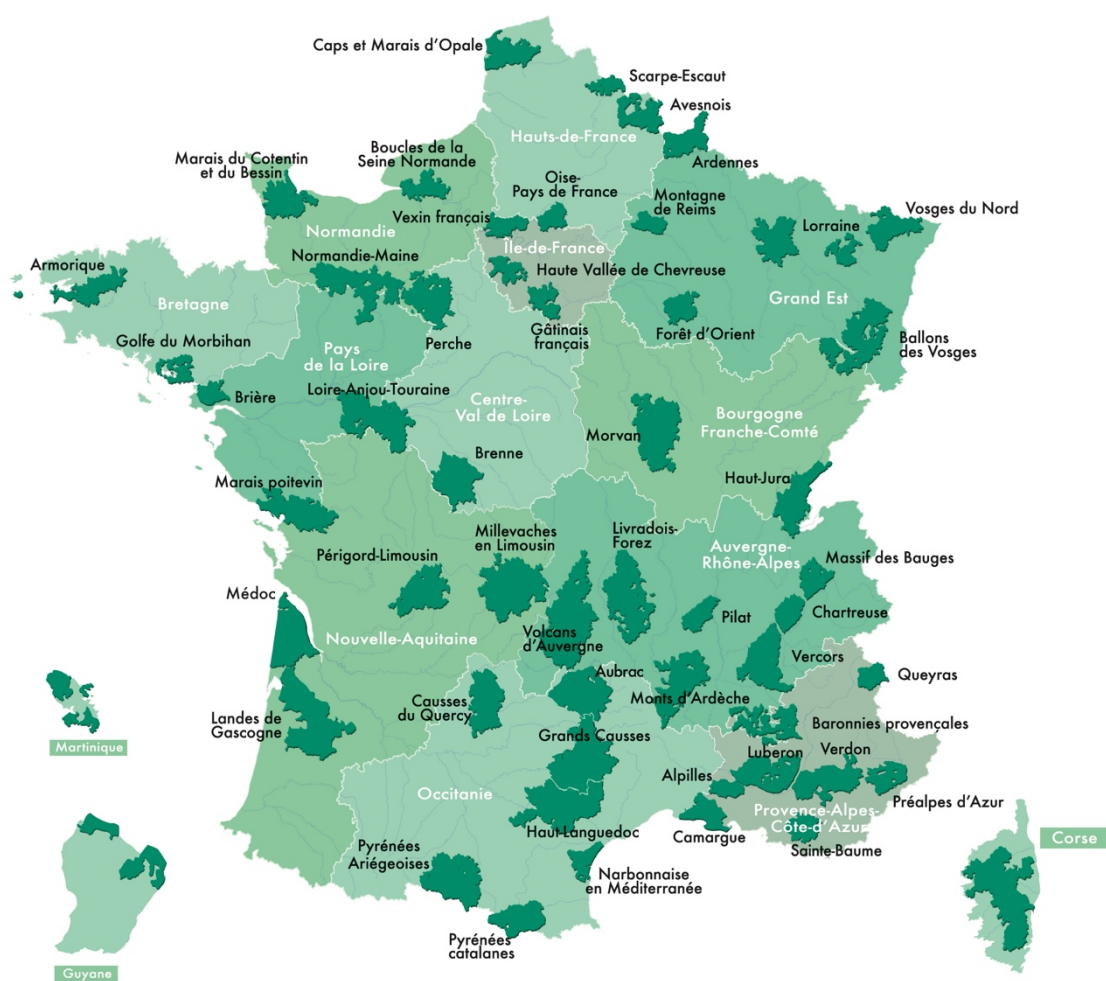 Caps et Marais d'Opale
Scarpe-Escaut
Avesnois
Hauts-de-France
Ardennes
Marais du Cotentin
et du Bessin
Boucles de la
Seine Normande
Oise-
Pays de France
Montagne
de Reims
Vosges du Nord
Vexin français
Lorraine
Normandie
Île-de-France
Normandie-Maine
Haute Vallée de Chevreuse
Armorique
Grand Est
Bretagne
Gâtinais
français
Forêt d'Orient
Ballons
des Vosges
Golfe du Morbihan
Perche
Pays
de la Loire
Brière
Loire-Anjou-Touraine
Centre-
Val de Loire
Bourgogne
Franche-Comté
Morvan
Brenne
Haut-Jura
Marais poitevin
Millevaches
en Limousin
Livradois-
Forez
Auvergne-
Rhône-Alpes
Périgord-Limousin
Massif des Bauges
Médoc
Pilat
Chartreuse
Nouvelle-Aquitaine
Volcans
d'Auvergne
Vercors
Aubrac
Queyras
Causses
du Quercy
Monts d'Ardèche
Landes de
Gascogne
Baronnies provençales
Martinique
Grands Causses
Luberon
Verdon
Alpilles
Occitanie
Préalpes d'Azur
Provence-Alpes-
Côte-d'Azur
Haut-Languedoc
Camargue
Corse
Sainte-Baume
Pyrénées
Ariégeoises
Narbonnaise
en Méditerranée
Pyrénées
catalanes
Guyane